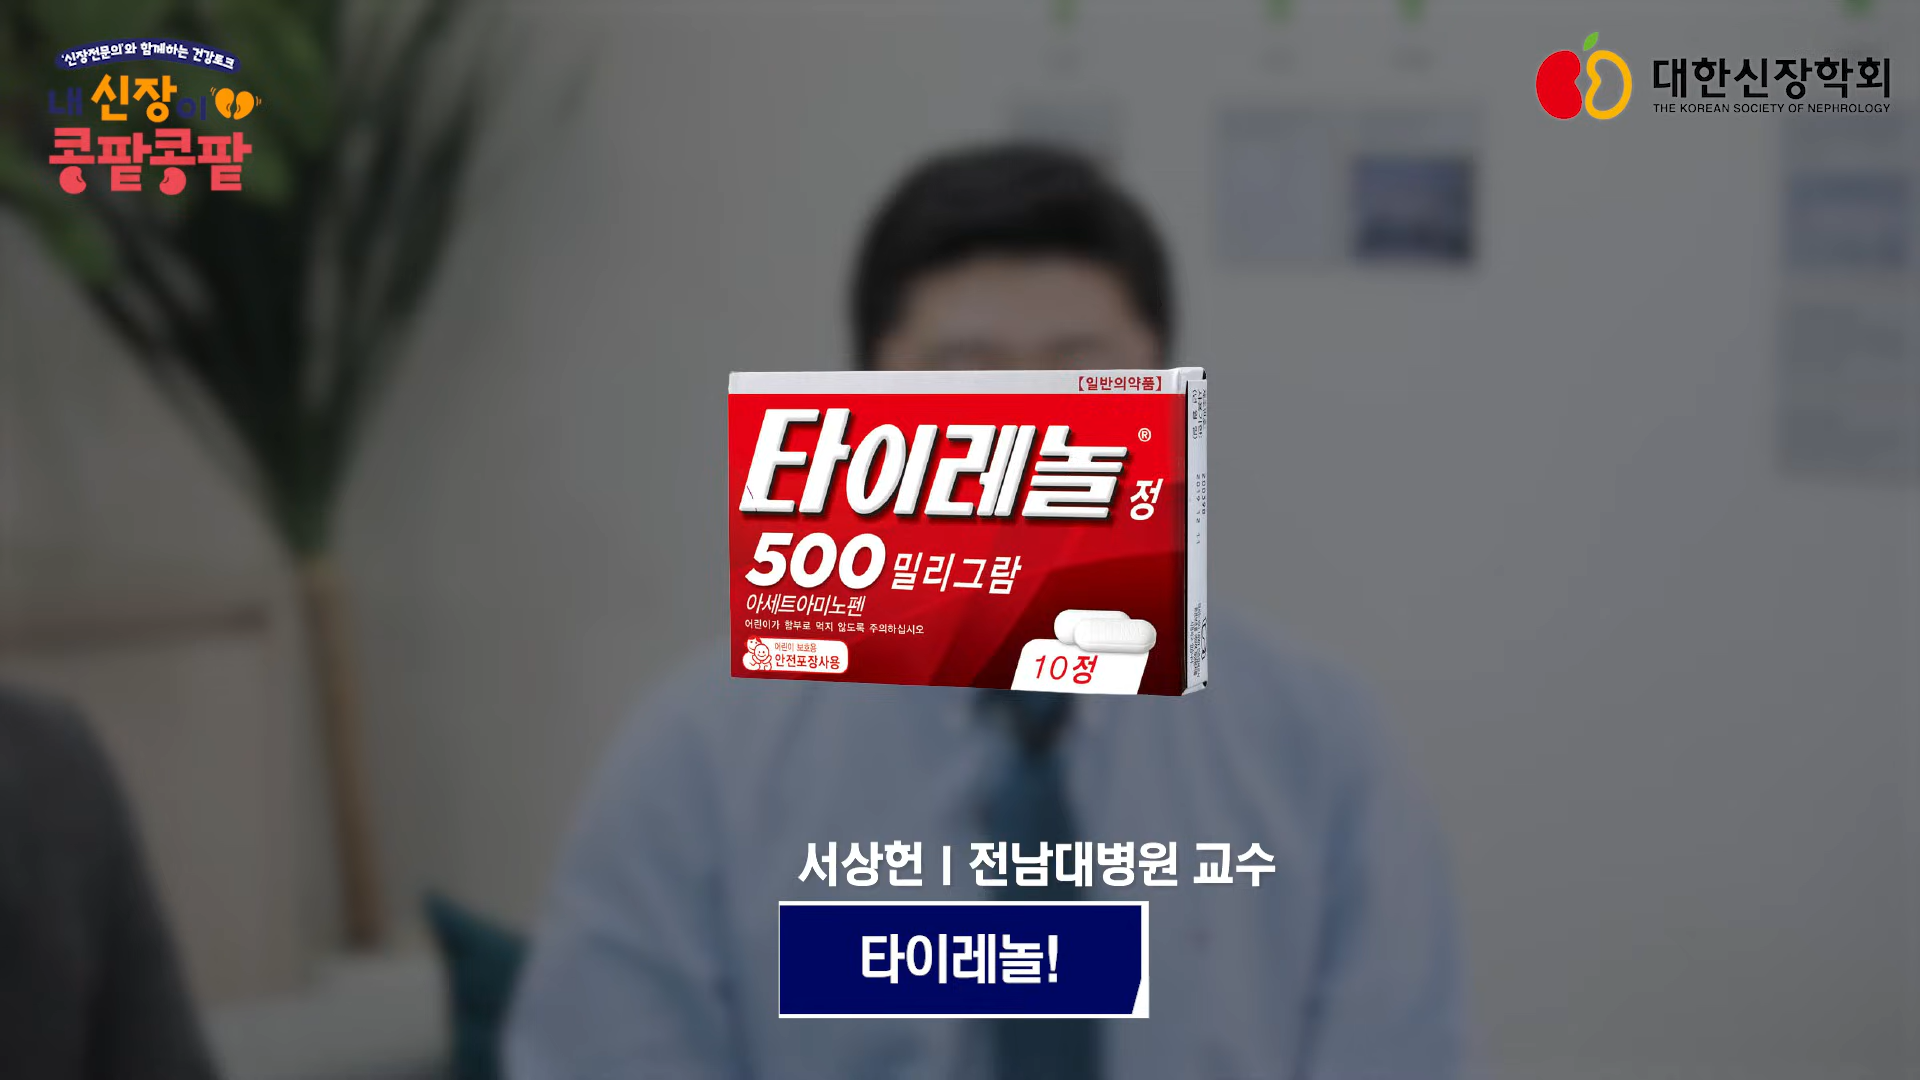 '신장전문의'와 함께하는 건강토크
내 신장이
콩팥콩팥
대한신장학회
THE KOREAN SOCIETY OF NEPHROLOGY
【일반의약품】
타이레놀®정
500 밀리그람
아세트아미노펜
어린이가 함부로 먹지 않도록 주의하십시오
어린이 보호용
안전포장사용
10정
서상헌 | 전남대병원 교수
타이레놀!